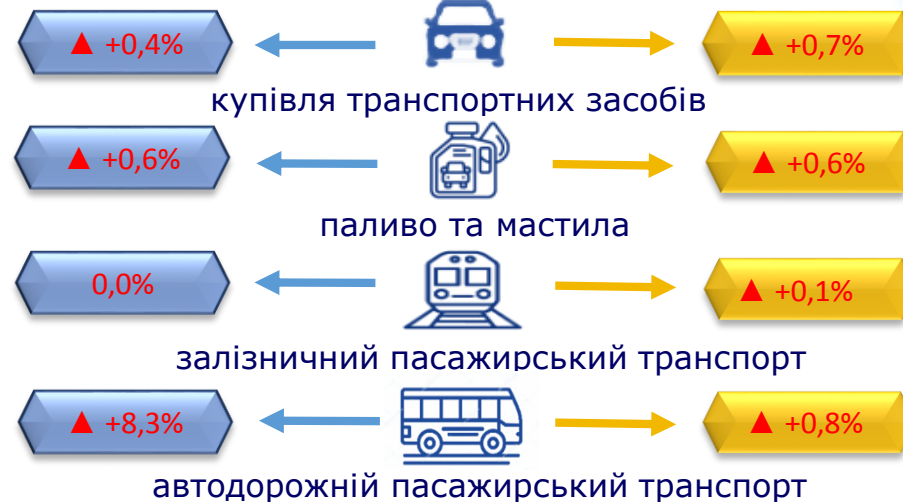 ▲ +0,4% ▲ +0,7%
купівля транспортних засобів
▲ +0,6% ▲ +0,6%
паливо та мастила
0,0% ▲ +0,1%
залізничний пасажирський транспорт
▲ +8,3% ▲ +0,8%
автодорожній пасажирський транспорт